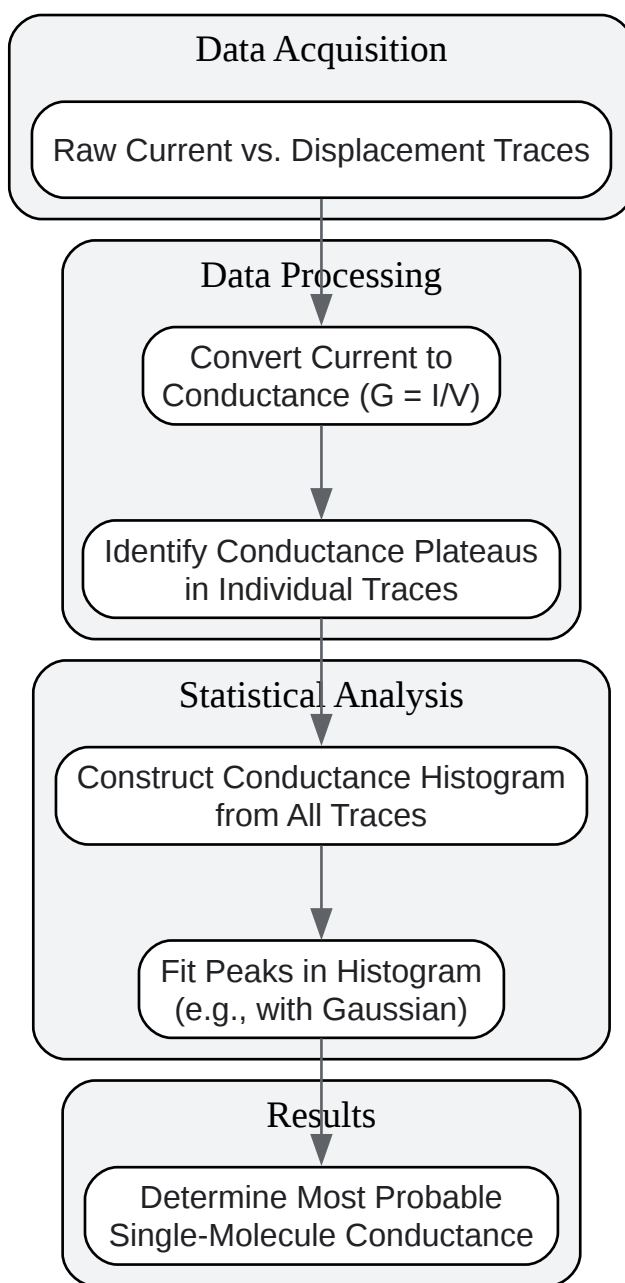 Data Acquisition
Raw Current vs. Displacement Traces
Data Processing
Convert Current to
Conductance (G = I/V)
Identify Conductance Plateaus
in Individual Traces
Statistical Analysis
Construct Conductance Histogram
from All Traces
Fit Peaks in Histogram
(e.g., with Gaussian)
Results
Determine Most Probable
Single-Molecule Conductance